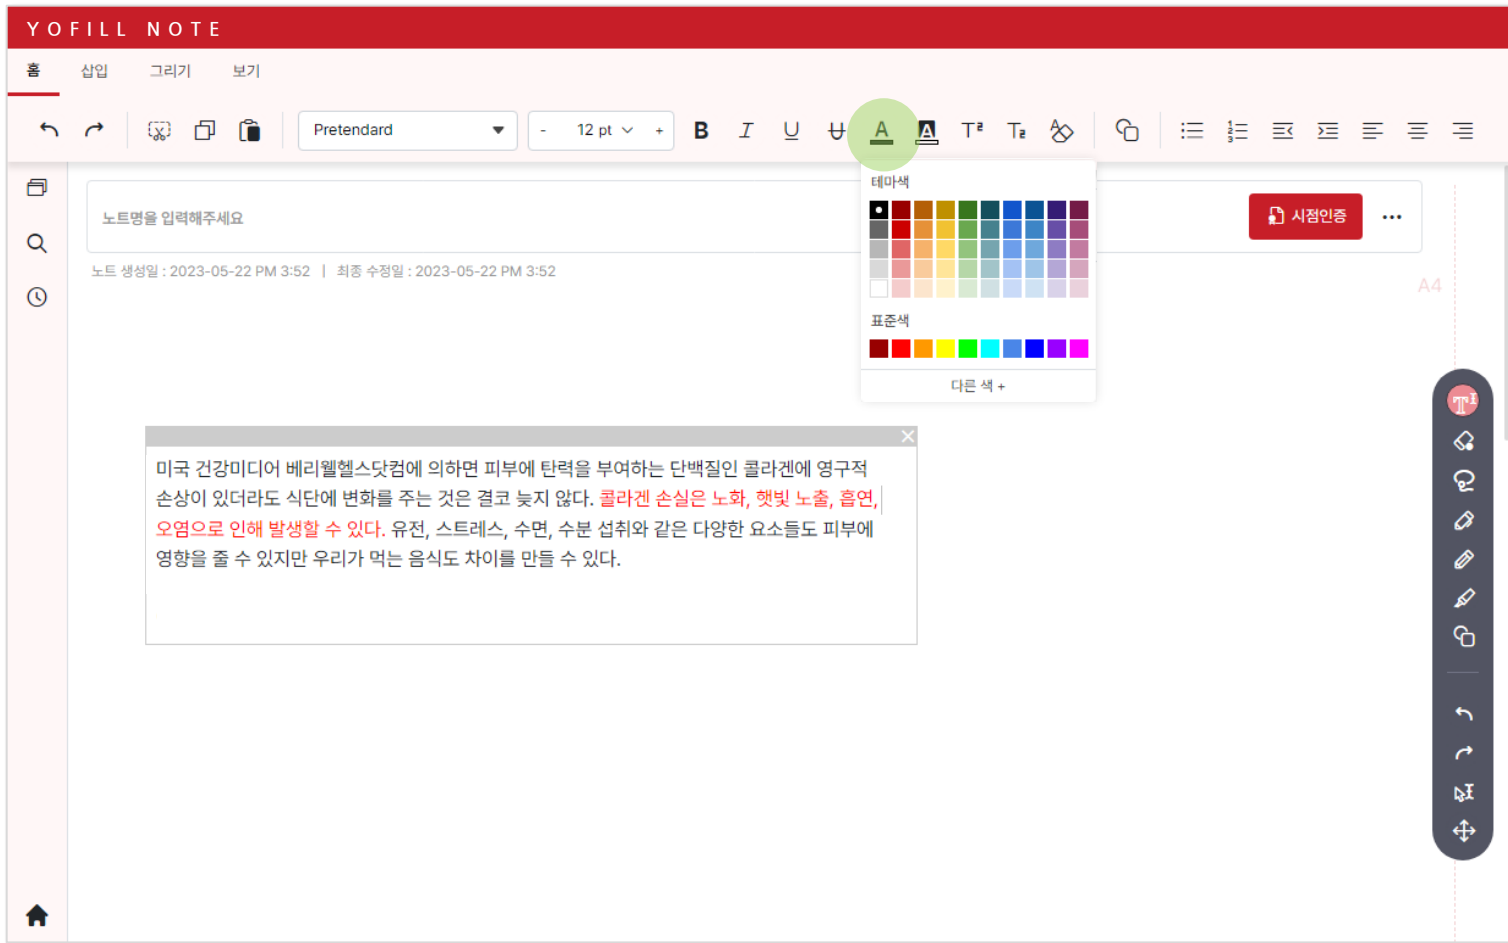 YOFILL NOTE
홈 삽입 그리기 보기
Pretendard - 12 pt + B I U A A
테마색
노트명을 입력해주세요 시점인증
노트 생성일 : 2023-05-22 PM 3:52 | 최종 수정일 : 2023-05-22 PM 3:52
A4
표준색
다른 색 +
미국 건강미디어 베리웰헬스닷컴에 의하면 피부에 탄력을 부여하는 단백질인 콜라겐에 영구적
손상이 있더라도 식단에 변화를 주는 것은 결코 늦지 않다. 콜라겐 손실은 노화, 햇빛 노출, 흡연,
오염으로 인해 발생할 수 있다. 유전, 스트레스, 수면, 수분 섭취와 같은 다양한 요소들도 피부에
영향을 줄 수 있지만 우리가 먹는 음식도 차이를 만들 수 있다.